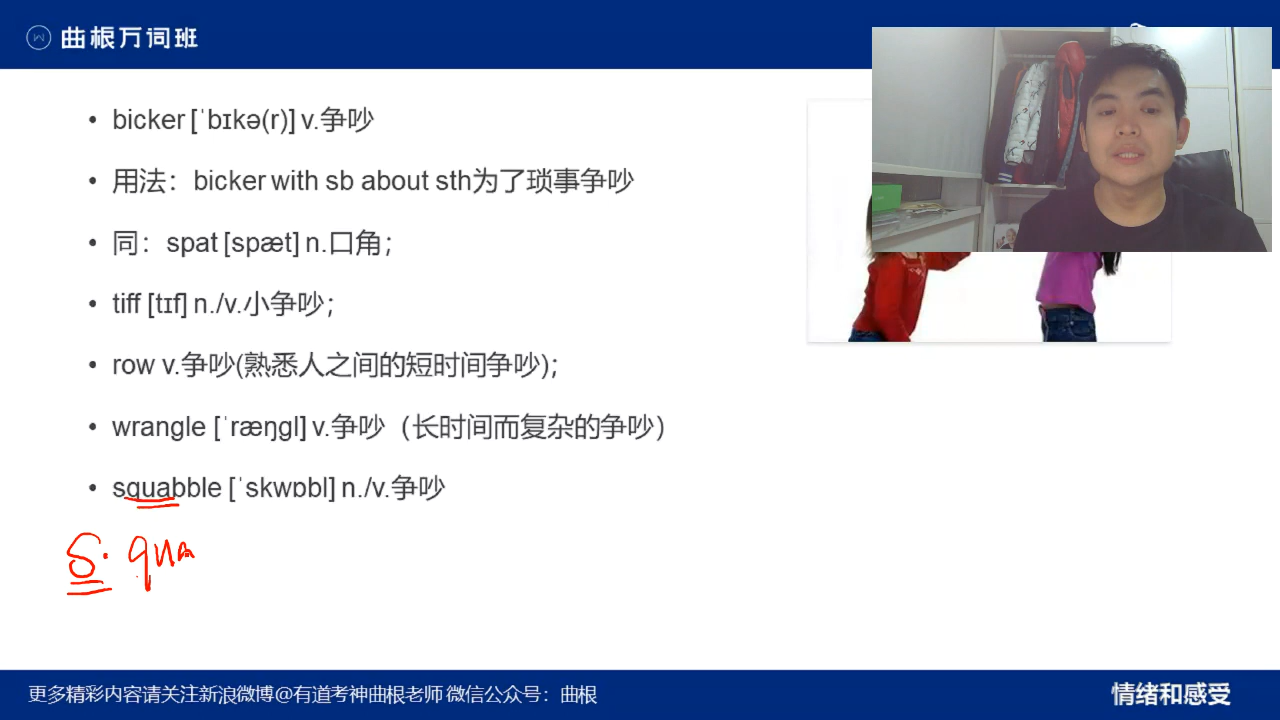 曲根万词班
bicker [ˈbɪkə(r)] v.争吵
用法：bicker with sb about sth为了琐事争吵
同：spat [spæt] n.口角；
tiff [tɪf] n./v.小争吵；
row v.争吵(熟悉人之间的短时间争吵)；
wrangle [ˈræŋgl] v.争吵（长时间而复杂的争吵）
squabble [ˈskwɒbl] n./v.争吵
S. qua
更多精彩内容请关注新浪微博@有道考神曲根老师 微信公众号：曲根
情绪和感受